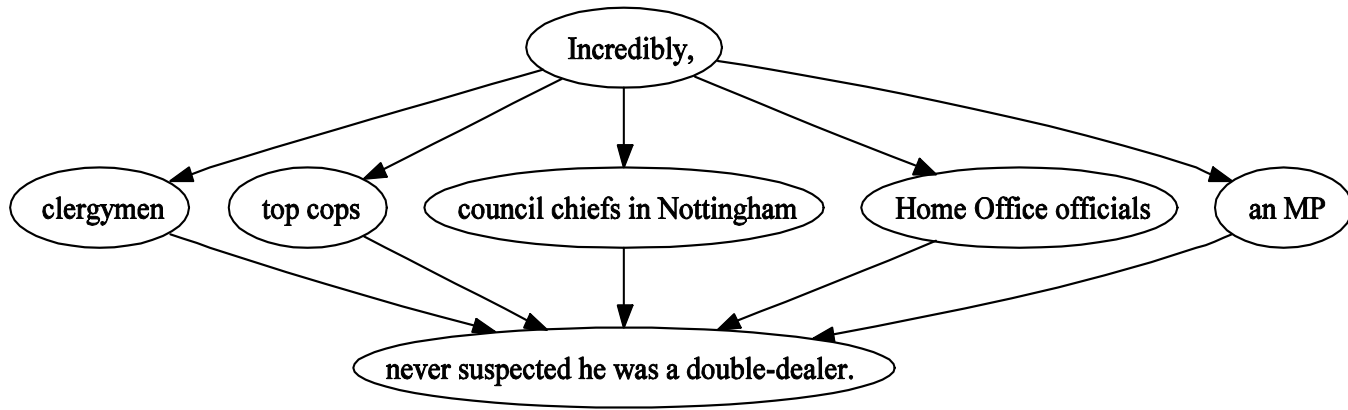 Incredibly,
clergymen
top cops
council chiefs in Nottingham
Home Office officials
an MP
never suspected he was a double-dealer.